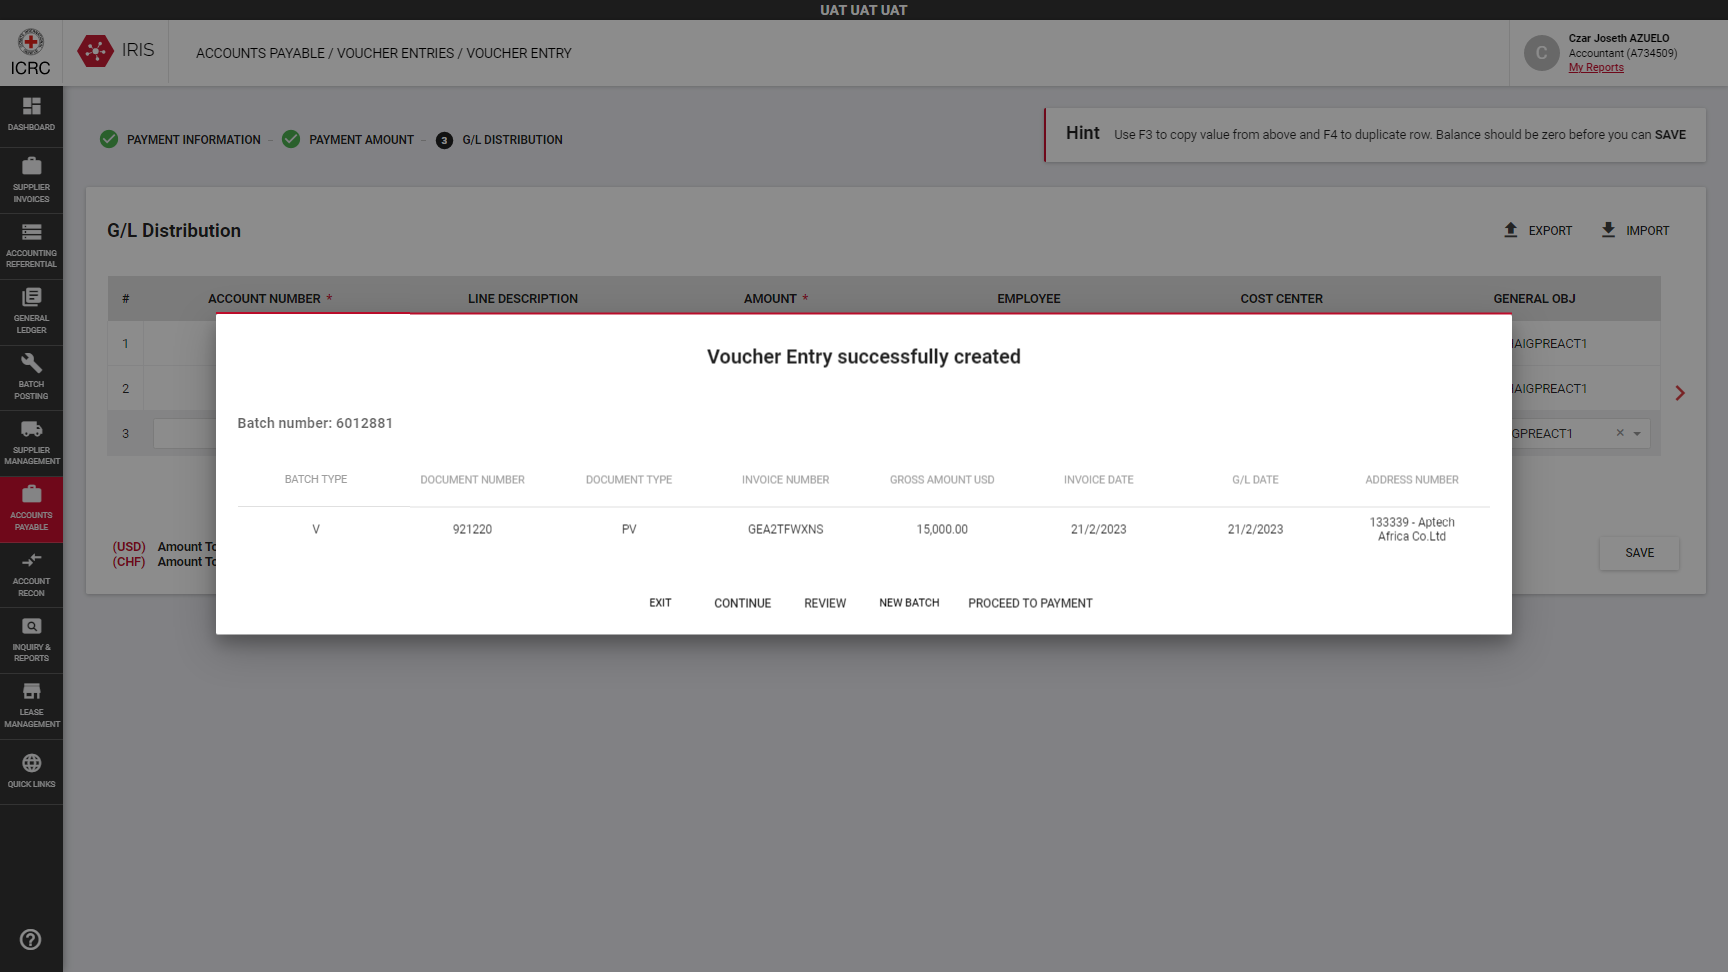 UAT UAT UAT
ICRC
IRIS
ACCOUNTS PAYABLE / VOUCHER ENTRIES / VOUCHER ENTRY
C
Czar Joseth AZUELO
Accountant (A734509)
My Reports
DASHBOARD
SUPPLIER
INVOICES
ACCOUNTING
REFERENTIAL
GENERAL
LEDGER
BATCH
POSTING
SUPPLIER
MANAGEMENT
ACCOUNTS
PAYABLE
ACCOUNT
RECON
INQUIRY &
REPORTS
LEASE
MANAGEMENT
QUICK LINKS
PAYMENT INFORMATION – PAYMENT AMOUNT – 3 G/L DISTRIBUTION
Hint Use F3 to copy value from above and F4 to duplicate row. Balance should be zero before you can SAVE
G/L Distribution
EXPORT IMPORT
# ACCOUNT NUMBER * LINE DESCRIPTION AMOUNT * EMPLOYEE COST CENTER GENERAL OBJ
1 IAIGPREACT1
2 IAIGPREACT1
3 GPREACT1
(USD) Amount To
(CHF) Amount To
SAVE
Voucher Entry successfully created
Batch number: 6012881
BATCH TYPE DOCUMENT NUMBER DOCUMENT TYPE INVOICE NUMBER GROSS AMOUNT USD INVOICE DATE G/L DATE ADDRESS NUMBER
V 921220 PV GEA2TFWXNS 15,000.00 21/2/2023 21/2/2023 133339 - Aptech
Africa Co.Ltd
EXIT CONTINUE REVIEW NEW BATCH PROCEED TO PAYMENT